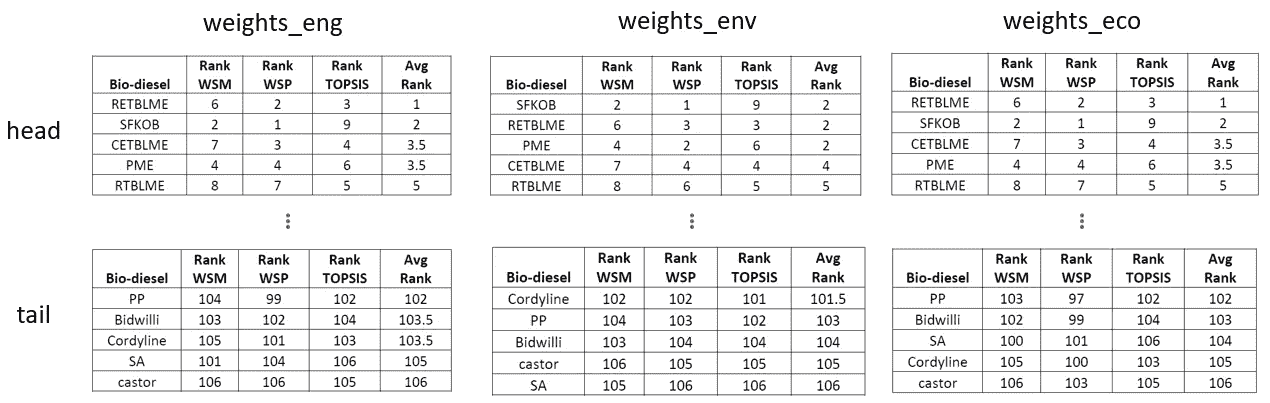 weights_eng weights_env weights_eco
head
Bio-diesel Rank WSM Rank WSP Rank TOPSIS Avg Rank
RETBLME 6 2 3 1
SFKOB 2 1 9 2
CETBLME 7 3 4 3.5
PME 4 4 6 3.5
RTBLME 8 7 5 5
Bio-diesel Rank WSM Rank WSP Rank TOPSIS Avg Rank
SFKOB 2 1 9 2
RETBLME 6 3 3 2
PME 4 2 6 2
CETBLME 7 4 4 4
RTBLME 8 6 5 5
Bio-diesel Rank WSM Rank WSP Rank TOPSIS Avg Rank
RETBLME 6 2 3 1
SFKOB 2 1 9 2
CETBLME 7 3 4 3.5
PME 4 4 6 3.5
RTBLME 8 7 5 5
tail
Bio-diesel Rank WSM Rank WSP Rank TOPSIS Avg Rank
PP 104 99 102 102
Bidwilli 103 102 104 103.5
Cordyline 105 101 103 103.5
SA 101 104 106 105
castor 106 106 105 106
Bio-diesel Rank WSM Rank WSP Rank TOPSIS Avg Rank
Cordyline 102 102 101 101.5
PP 104 103 102 103
Bidwilli 103 104 104 104
castor 106 105 105 105
SA 105 106 106 106
Bio-diesel Rank WSM Rank WSP Rank TOPSIS Avg Rank
PP 103 97 102 102
Bidwilli 102 99 104 103
SA 100 101 106 104
Cordyline 105 100 103 105
castor 106 103 105 106